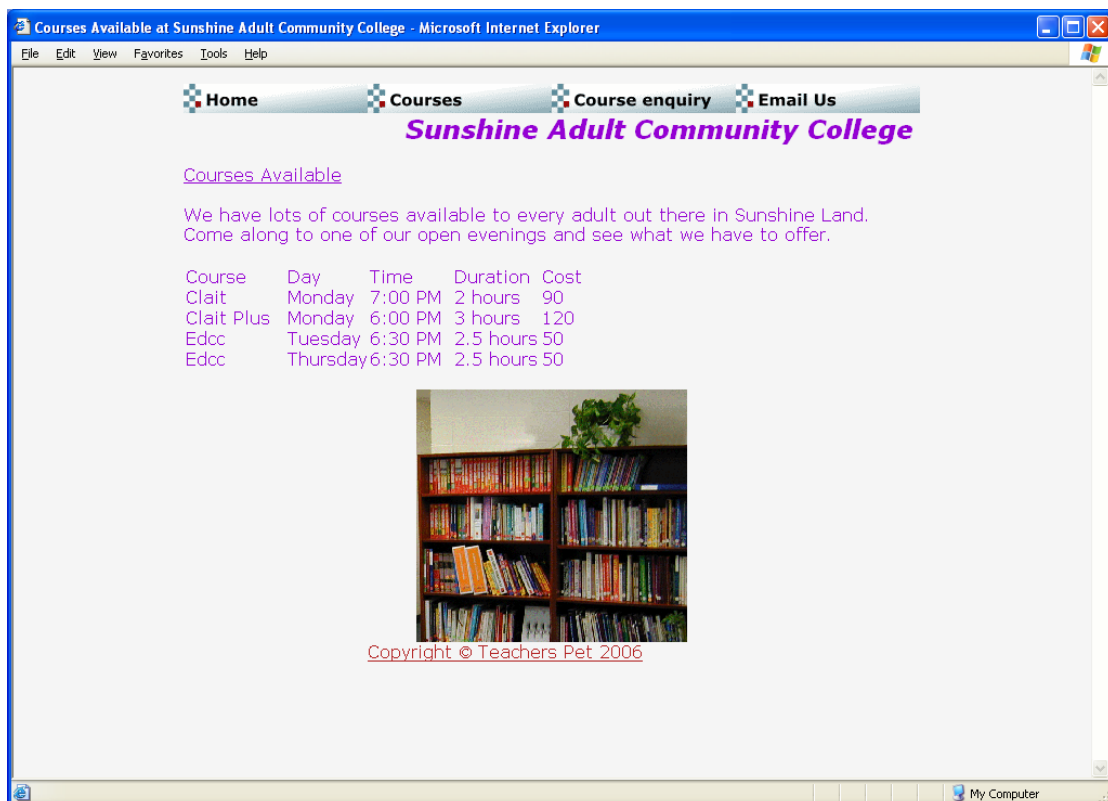 Courses Available at Sunshine Adult Community College - Microsoft Internet Explorer
File Edit View Favorites Tools Help
Home Courses Course enquiry Email Us
Sunshine Adult Community College
Courses Available
We have lots of courses available to every adult out there in Sunshine Land.
Come along to one of our open evenings and see what we have to offer.
Course Day Time Duration Cost
Clait Monday 7:00 PM 2 hours 90
Clait Plus Monday 6:00 PM 3 hours 120
Edcc Tuesday 6:30 PM 2.5 hours 50
Edcc Thursday 6:30 PM 2.5 hours 50
Copyright © Teachers Pet 2006
My Computer